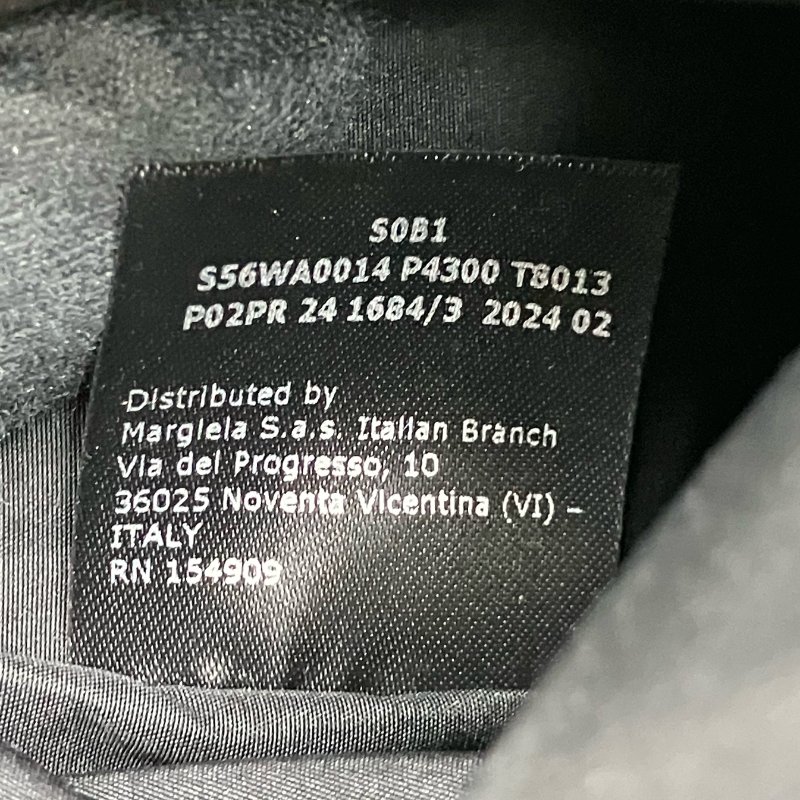 S0B1
S56WA0014 P4300 T8013
P02PR 24 1684/3 2024 02
Distributed by
Margiela S.a.s. Italian Branch
Via del Progresso, 10
36025 Noventa Vicentina (VI) –
ITALY
RN 154909